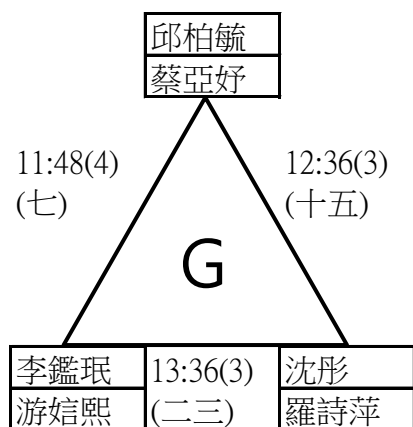 邱柏毓
蔡亞妤
11:48(4)
(七)
12:36(3)
(十五)
G
李鑑珉
13:36(3)
沈彤
游媗熙
(二三)
羅詩萍